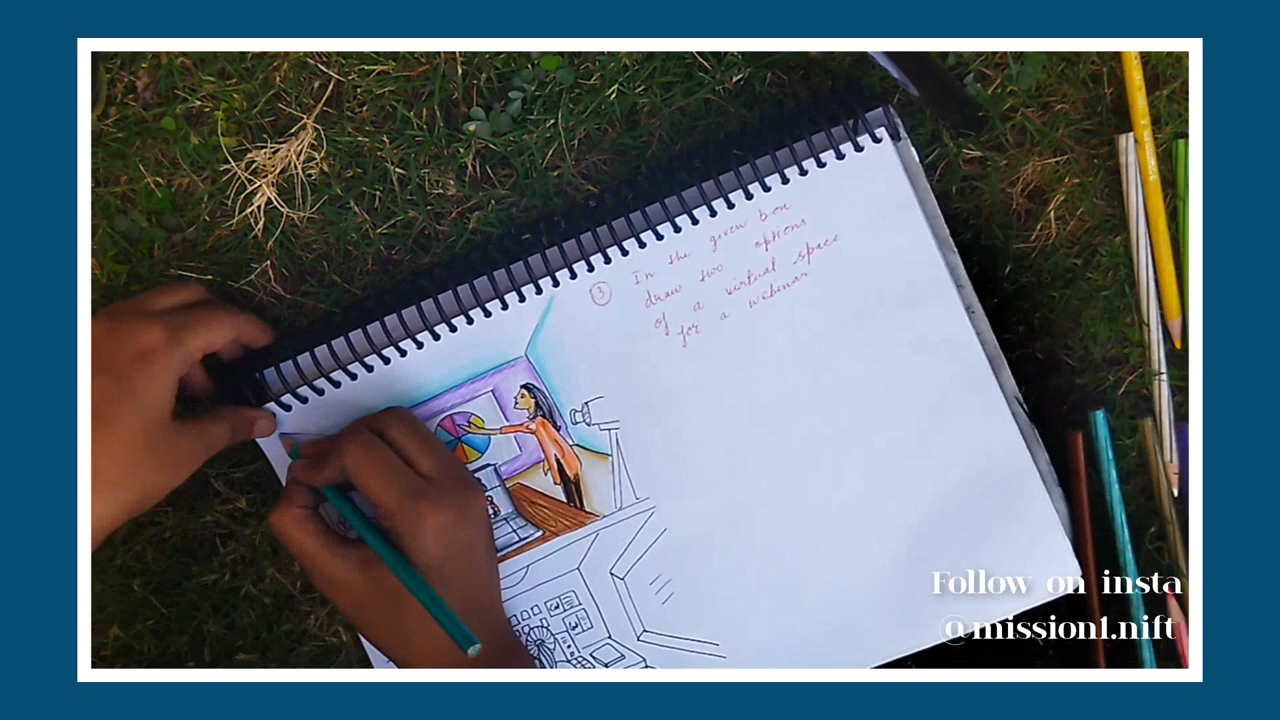 3 In the given box
draw two options
of a virtual space
for a webinar
Follow on insta
@mission1.nift